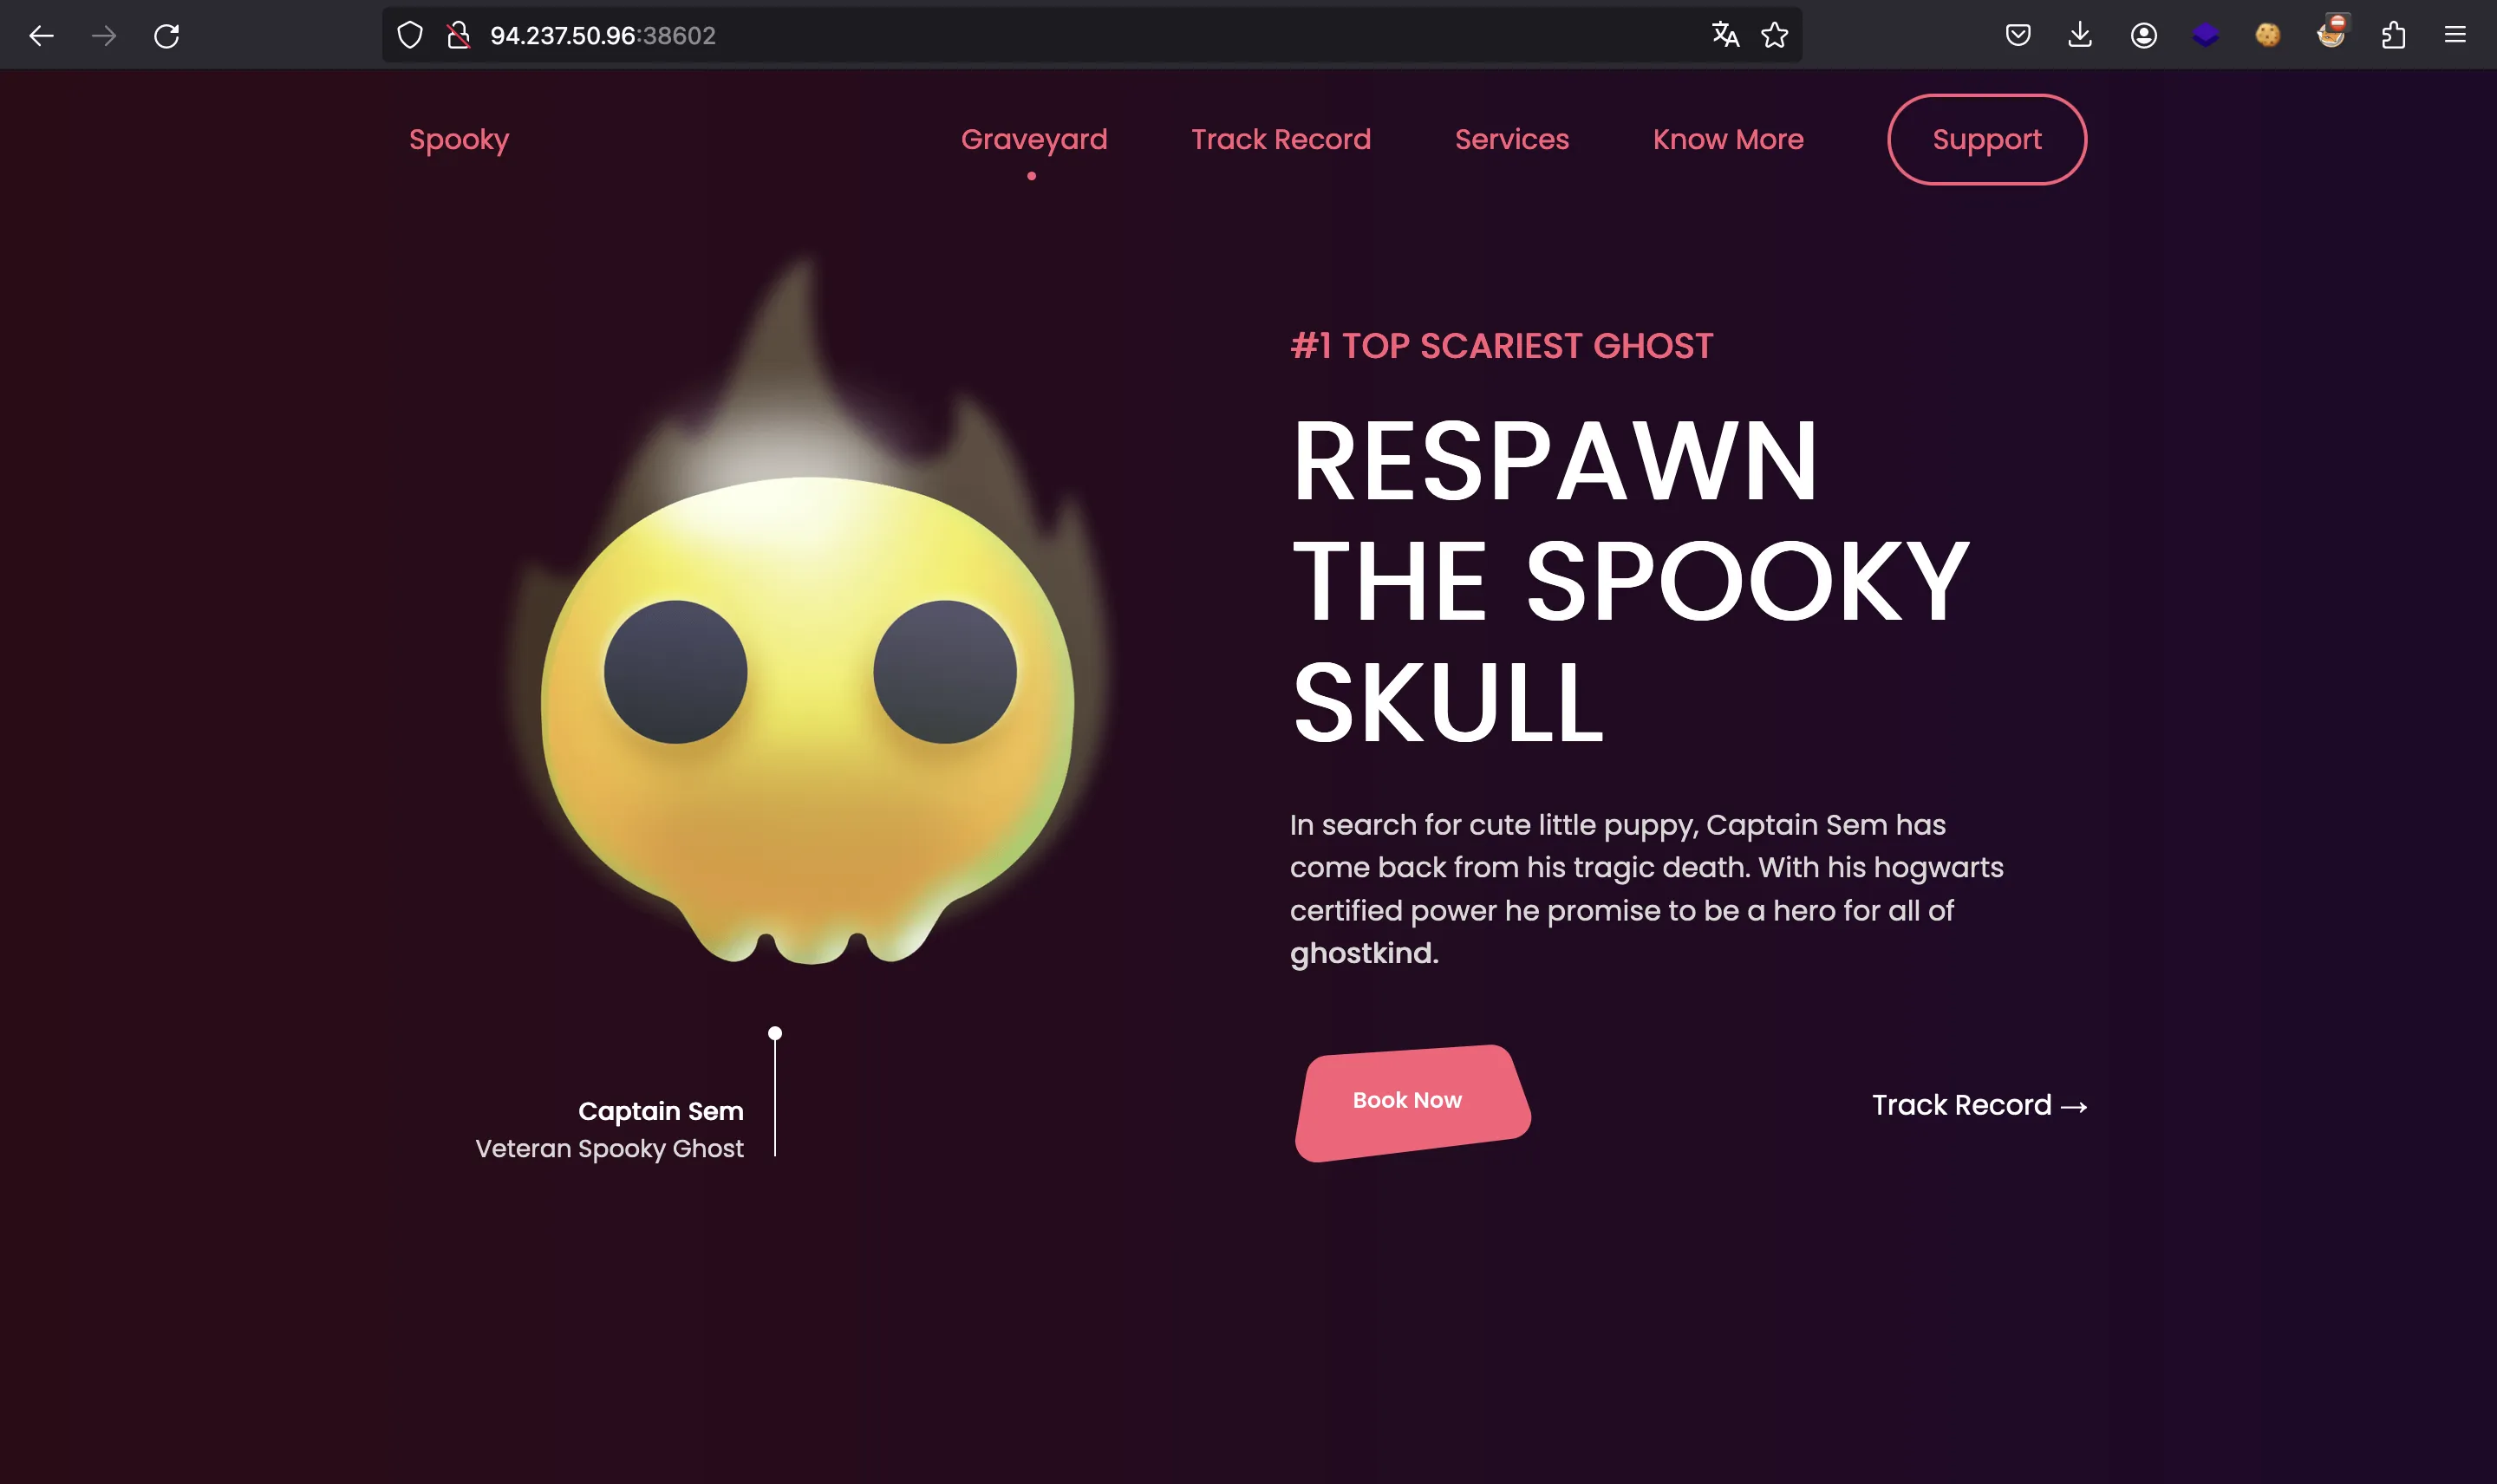 94.237.50.96:38602
Spooky
Graveyard
Track Record
Services
Know More
Support
#1 TOP SCARIEST GHOST
RESPAWN
THE SPOOKY
SKULL
In search for cute little puppy, Captain Sem has
come back from his tragic death. With his hogwarts
certified power he promise to be a hero for all of
ghostkind.
Captain Sem
Veteran Spooky Ghost
Book Now
Track Record →